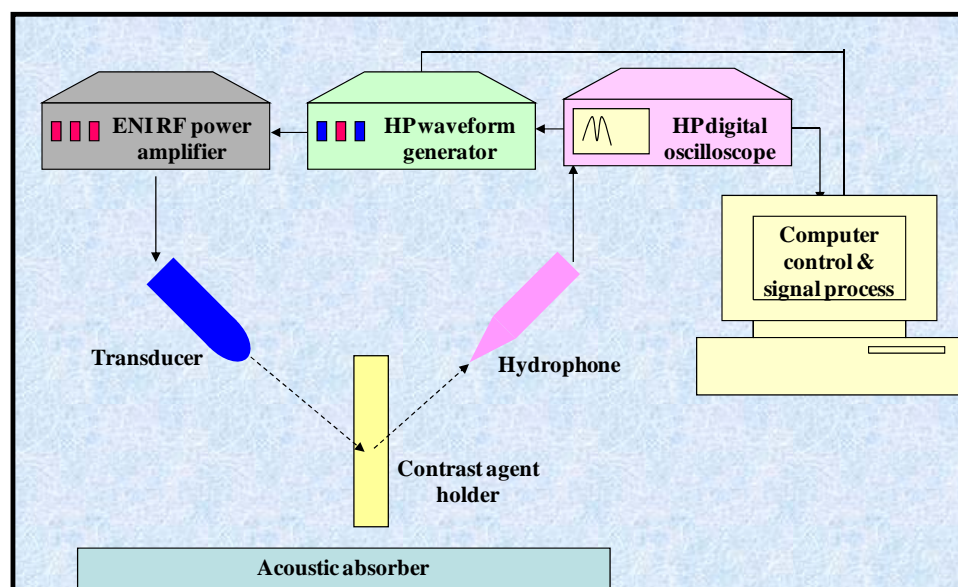 ENI RF power
amplifier
HP waveform
generator
HP digital
oscilloscope
Computer
control &
signal process
Transducer
Hydrophone
Contrast agent
holder
Acoustic absorber